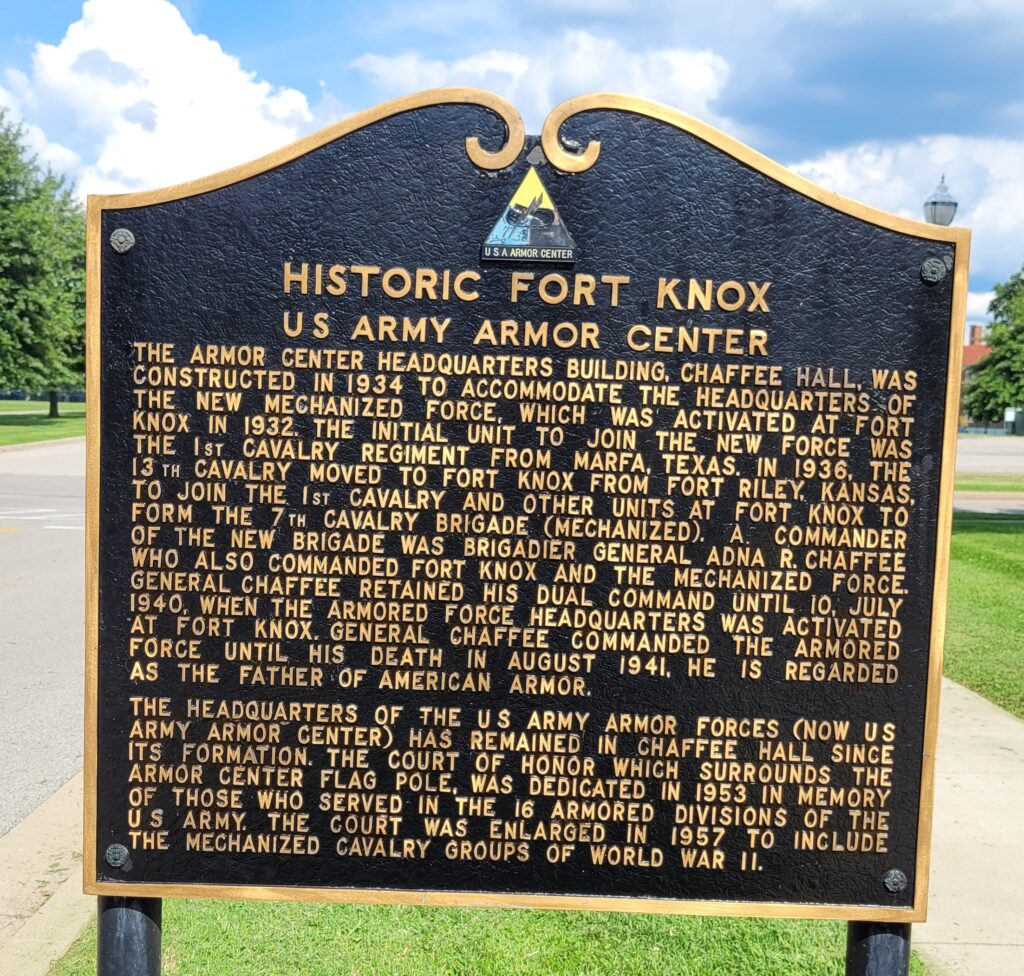 U S A ARMOR CENTER
HISTORIC FORT KNOX
US ARMY ARMOR CENTER
THE ARMOR CENTER HEADQUARTERS BUILDING, CHAFFEE HALL, WAS
CONSTRUCTED IN 1934 TO ACCOMMODATE THE HEADQUARTERS OF
THE NEW MECHANIZED FORCE, WHICH WAS ACTIVATED AT FORT
KNOX IN 1932. THE INITIAL UNIT TO JOIN THE NEW FORCE WAS
THE 1ST CAVALRY REGIMENT FROM MARFA, TEXAS. IN 1936, THE
13TH CAVALRY MOVED TO FORT KNOX FROM FORT RILEY, KANSAS,
TO JOIN THE 1ST CAVALRY AND OTHER UNITS AT FORT KNOX TO
FORM THE 7TH CAVALRY BRIGADE (MECHANIZED). A. COMMANDER
OF THE NEW BRIGADE WAS BRIGADIER GENERAL ADNA R. CHAFFEE
WHO ALSO COMMANDED FORT KNOX AND THE MECHANIZED FORCE.
GENERAL CHAFFEE RETAINED HIS DUAL COMMAND UNTIL 10, JULY
1940, WHEN THE ARMORED FORCE HEADQUARTERS WAS ACTIVATED
AT FORT KNOX. GENERAL CHAFFEE COMMANDED THE ARMORED
FORCE UNTIL HIS DEATH IN AUGUST 1941, HE IS REGARDED
AS THE FATHER OF AMERICAN ARMOR.
THE HEADQUARTERS OF THE US ARMY ARMOR FORCES (NOW US
ARMY ARMOR CENTER) HAS REMAINED IN CHAFFEE HALL SINCE
ITS FORMATION. THE COURT OF HONOR WHICH SURROUNDS THE
ARMOR CENTER FLAG POLE, WAS DEDICATED IN 1953 IN MEMORY
OF THOSE WHO SERVED IN THE 16 ARMORED DIVISIONS OF THE
US ARMY. THE COURT WAS ENLARGED IN 1957 TO INCLUDE
THE MECHANIZED CAVALRY GROUPS OF WORLD WAR II.